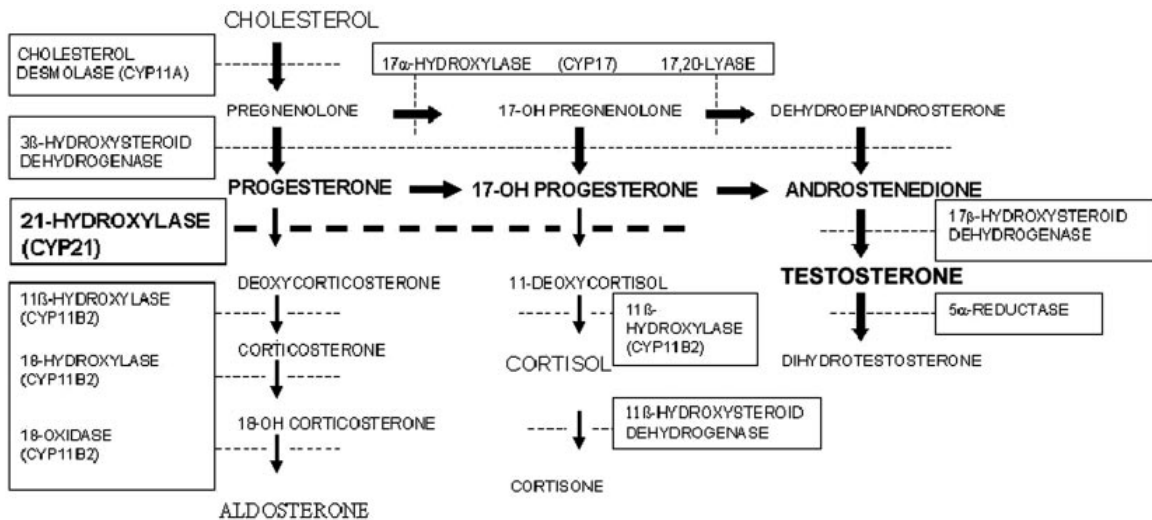 CHOLESTEROL
CHOLESTEROL
DESMOLASE (CYP11A)
17α-HYDROXYLASE (CYP17) 17,20-LYASE
PREGNENOLONE
17-OH PREGNENOLONE
DEHYDROEPIANDROSTERONE
3ß-HYDROXYSTEROID
DEHYDROGENASE
PROGESTERONE
17-OH PROGESTERONE
ANDROSTENEDIONE
21-HYDROXYLASE
(CYP21)
17β-HYDROXYSTEROID
DEHYDROGENASE
DEOXYCORTICOSTERONE
11-DEOXYCORTISOL
TESTOSTERONE
11ß-HYDROXYLASE
(CYP11B2)
11ß-
HYDROXYLASE
(CYP11B2)
5α-REDUCTASE
CORTICOSTERONE
CORTISOL
DIHYDROTESTOSTERONE
18-HYDROXYLASE
(CYP11B2)
18-OH CORTICOSTERONE
11ß-HYDROXYSTEROID
DEHYDROGENASE
18-OXIDASE
(CYP11B2)
CORTISONE
ALDOSTERONE